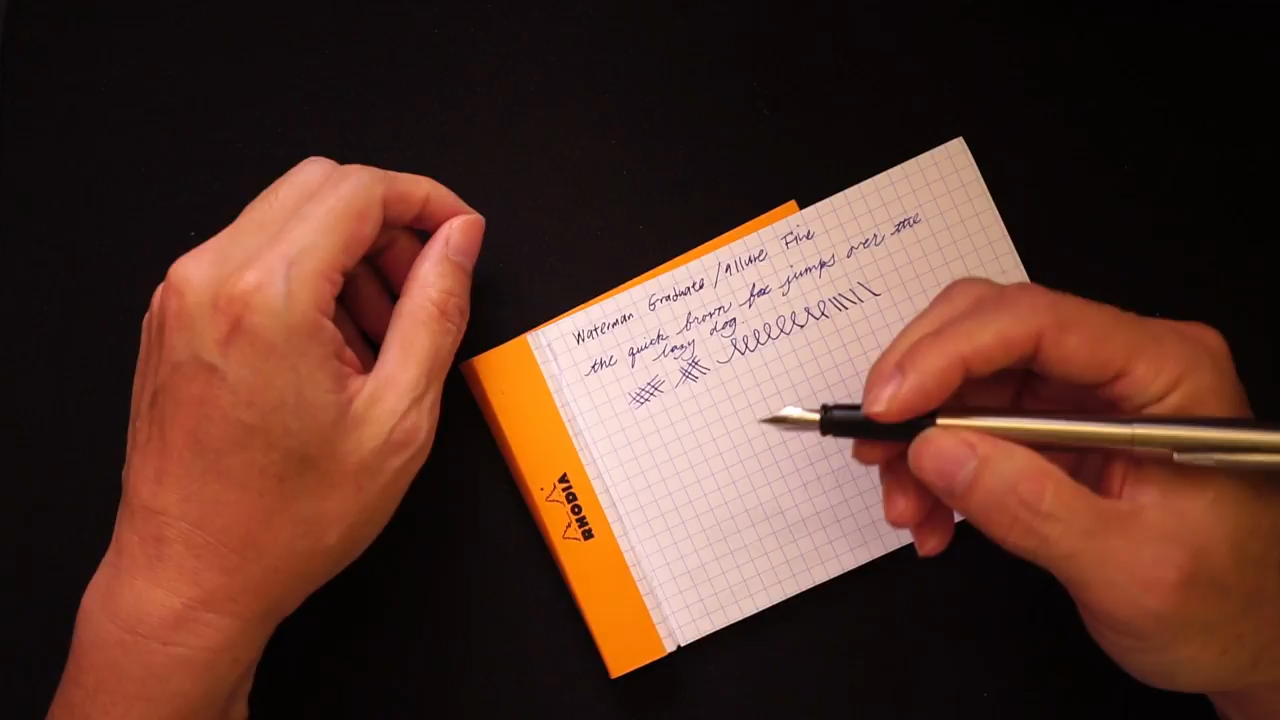 Waterman Graduate / Allure Fine
the quick brown fox jumps over the
lazy dog
RHODIA